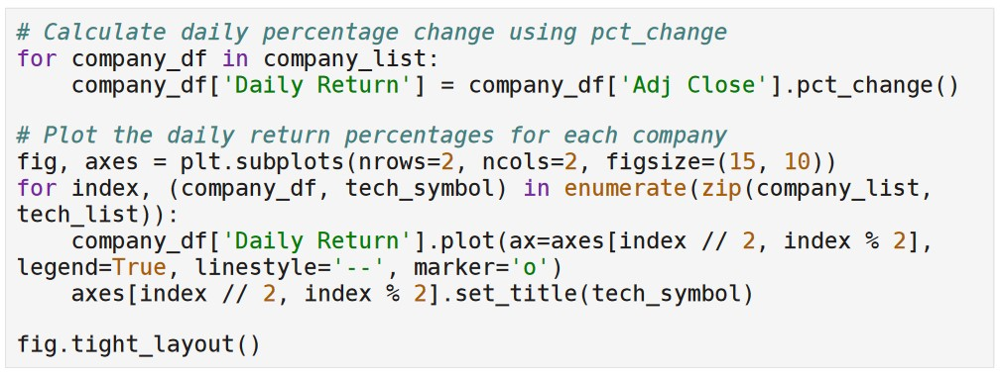 # Calculate daily percentage change using pct_change
for company_df in company_list:
    company_df['Daily Return'] = company_df['Adj Close'].pct_change()

# Plot the daily return percentages for each company
fig, axes = plt.subplots(nrows=2, ncols=2, figsize=(15, 10))
for index, (company_df, tech_symbol) in enumerate(zip(company_list,
tech_list)):
    company_df['Daily Return'].plot(ax=axes[index // 2, index % 2],
legend=True, linestyle='--', marker='o')
    axes[index // 2, index % 2].set_title(tech_symbol)

fig.tight_layout()